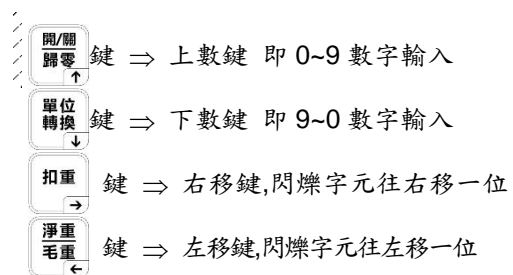 開/關
歸零
↑
鍵 ⇒ 上數鍵 即 0~9 數字輸入
單位
轉換
↓
鍵 ⇒ 下數鍵 即 9~0 數字輸入
扣重
→
鍵 ⇒ 右移鍵,閃爍字元往右移一位
淨重
毛重
←
鍵 ⇒ 左移鍵,閃爍字元往左移一位